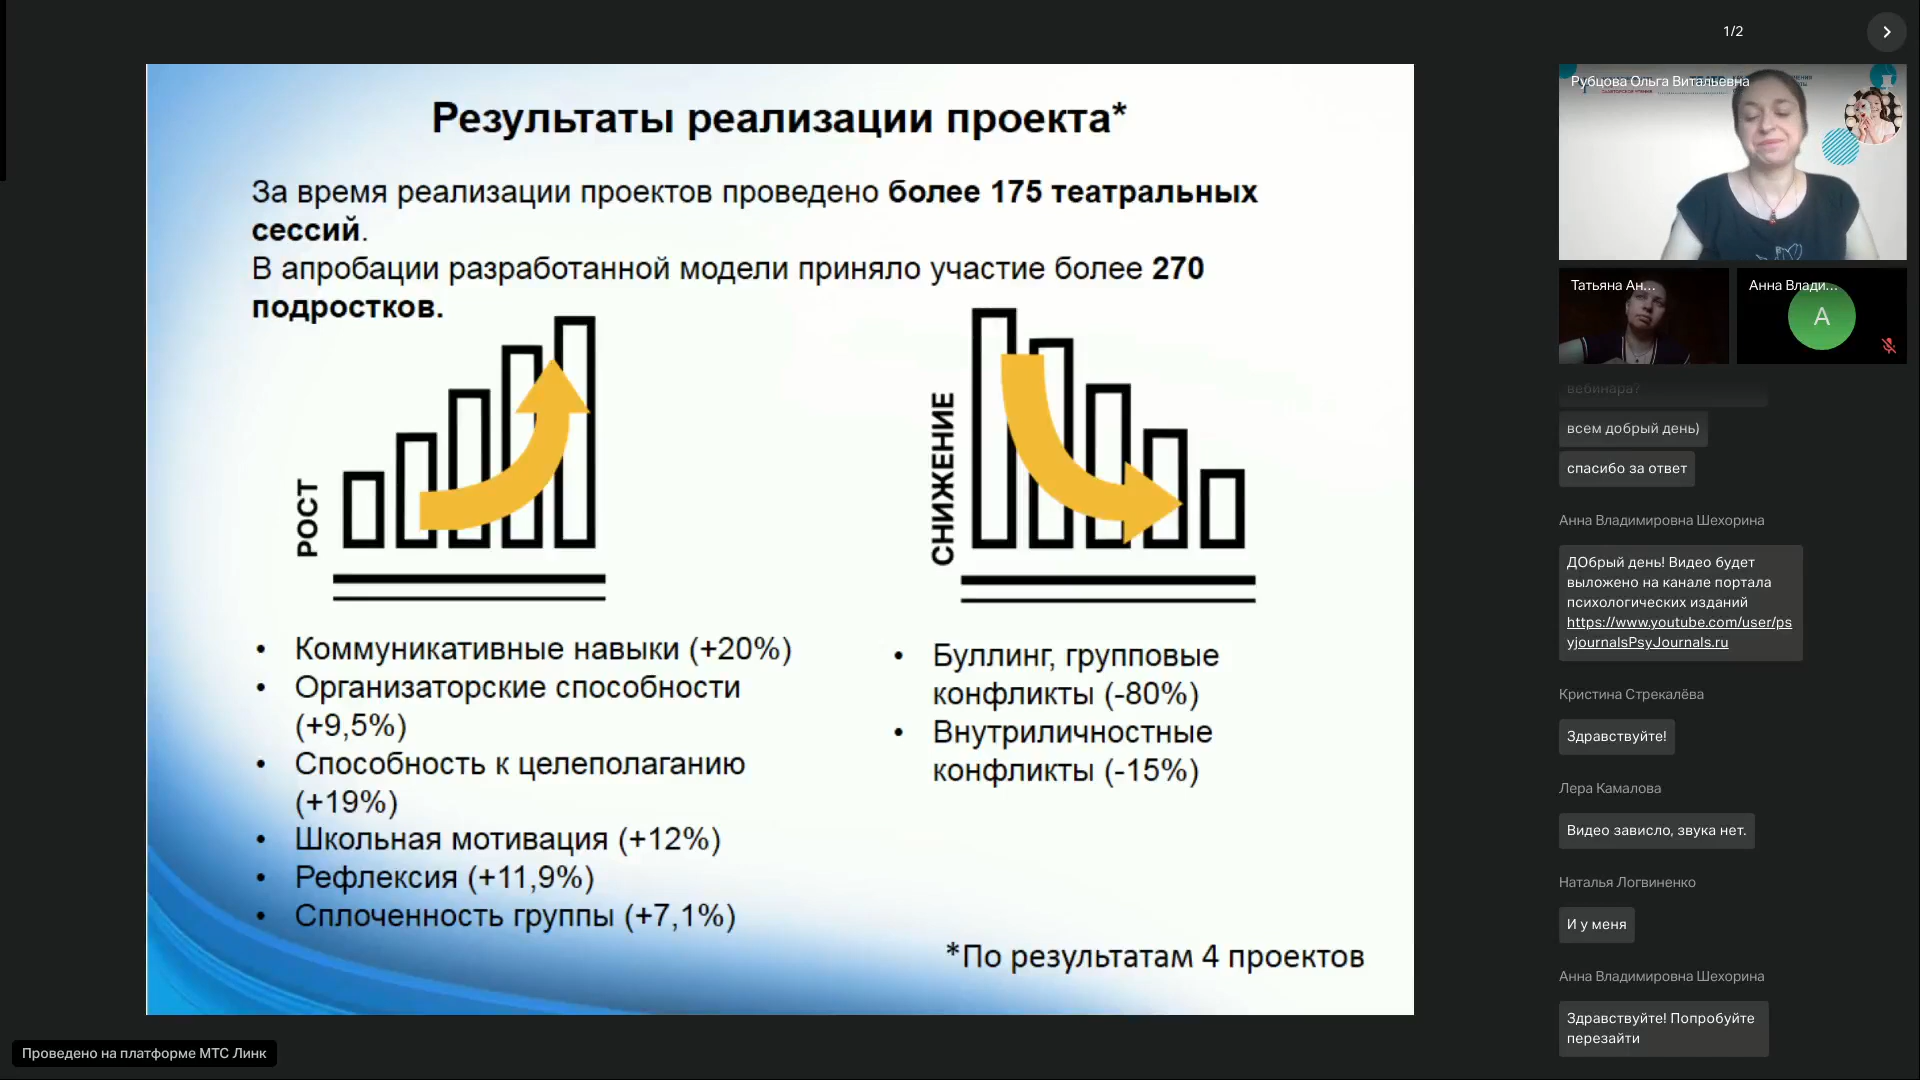 1/2
Результаты реализации проекта*
За время реализации проектов проведено более 175 театральных
сессий.
В апробации разработанной модели приняло участие более 270
подростков.
РОСТ
СНИЖЕНИЕ
• Коммуникативные навыки (+20%)
• Организаторские способности
(+9,5%)
• Способность к целеполаганию
(+19%)
• Школьная мотивация (+12%)
• Рефлексия (+11,9%)
• Сплоченность группы (+7,1%)
• Буллинг, групповые
конфликты (-80%)
• Внутриличностные
конфликты (-15%)
*По результатам 4 проектов
Рубцова Ольга Витальевна
Татьяна Ан...
Анна Влади...
А
вебинара?
всем добрый день)
спасибо за ответ
Анна Владимировна Шехорина
ДОбрый день! Видео будет
выложено на канале портала
психологических изданий
https://www.youtube.com/user/ps
yjournalsPsyJournals.ru
Кристина Стрекалёва
Здравствуйте!
Лера Камалова
Видео зависло, звука нет.
Наталья Логвиненко
И у меня
Анна Владимировна Шехорина
Здравствуйте! Попробуйте
перезайти
Проведено на платформе МТС Линк